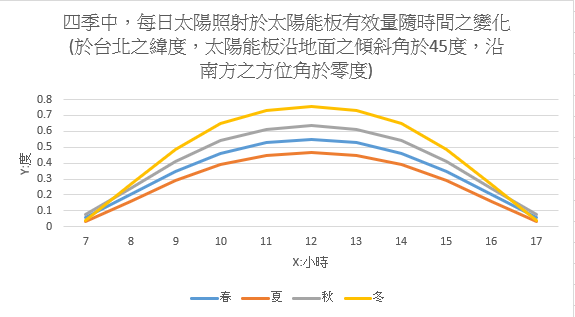 四季中，每日太陽照射於太陽能板有效量隨時間之變化
(於台北之緯度，太陽能板沿地面之傾斜角於45度，沿
南方之方位角於零度)
0.8
0.7
0.6
0.5
0.4
0.3
0.2
0.1
0
Y:度
7 8 9 10 11 12 13 14 15 16 17
X:小時
春 夏 秋 冬